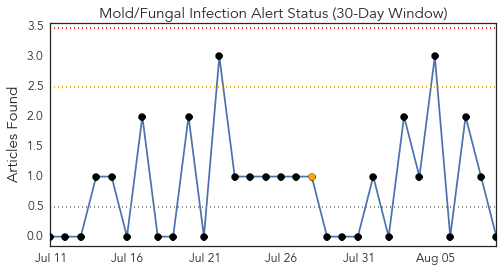 Mold/Fungal Infection Alert Status (30-Day Window)
Articles Found
3.5
3.0
2.5
2.0
1.5
1.0
0.5
0.0
Jul 11 Jul 16 Jul 21 Jul 26 Jul 31 Aug 05